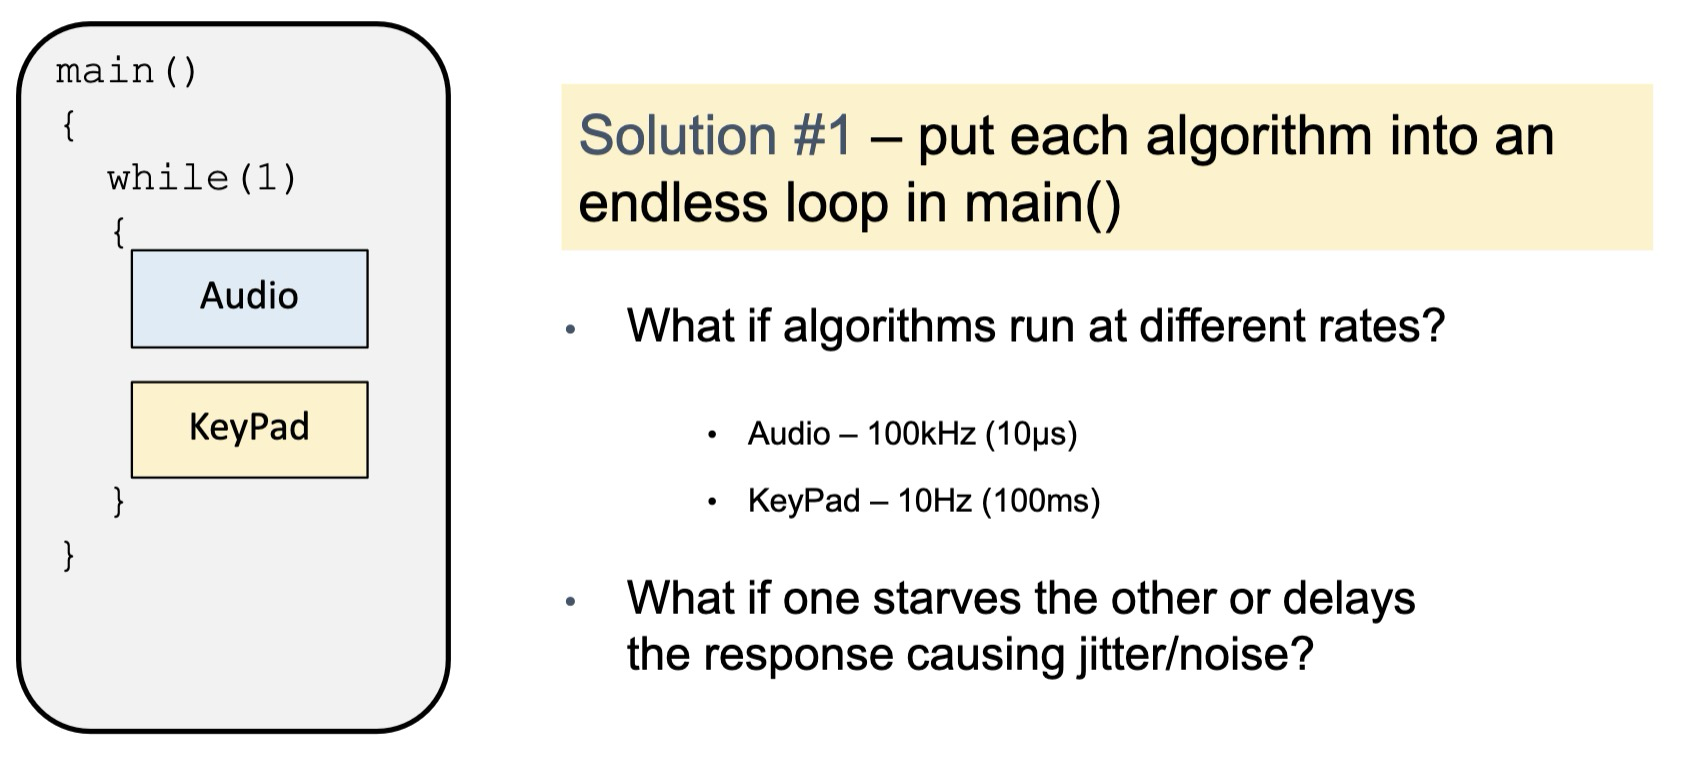 main()
{
while(1)
{
Audio
KeyPad
}
}
Solution #1 – put each algorithm into an
endless loop in main()
• What if algorithms run at different rates?
• Audio – 100kHz (10μs)
• KeyPad – 10Hz (100ms)
• What if one starves the other or delays
the response causing jitter/noise?